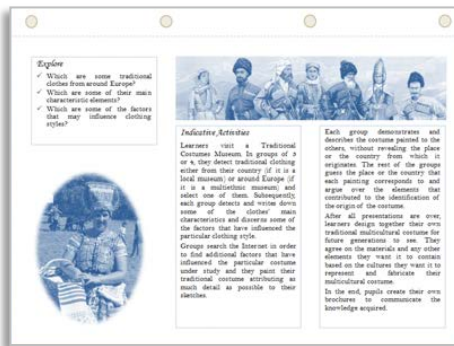 Explore
✓ Which are some traditional
clothes from around Europe?
✓ Which are some of their main
characteristic elements?
✓ Which are some of the factors
that may influence clothing
styles?
Indicative Activities
Learners visit a Traditional
Costumes Museum. In groups of 3
or 4, they detect traditional clothing
either from their country (if it is a
local museum) or around Europe (if
it is a multiethnic museum) and
select one of them. Subsequently,
each group detects and writes down
some of the clothes' main
characteristics and discerns some of
the factors that have influenced the
particular clothing style.
Groups search the Internet in order
to find additional factors that have
influenced the particular costume
under study and they paint their
traditional costume attributing as
much detail as possible to their
sketches.
Each group demonstrates and
describes the costume painted to the
others, without revealing the place
or the country from which it
originates. The rest of the groups
guess the place or the country that
each painting corresponds to and
argue over the elements that
contributed to the identification of
the origin of the costume.
After all presentations are over,
learners design together their own
traditional multicultural costume for
future generations to see. They
agree on the materials and any other
elements they want it to contain
based on the cultures they want it to
represent and fabricate their
multicultural costume.
In the end, pupils create their own
brochures to communicate the
knowledge acquired.